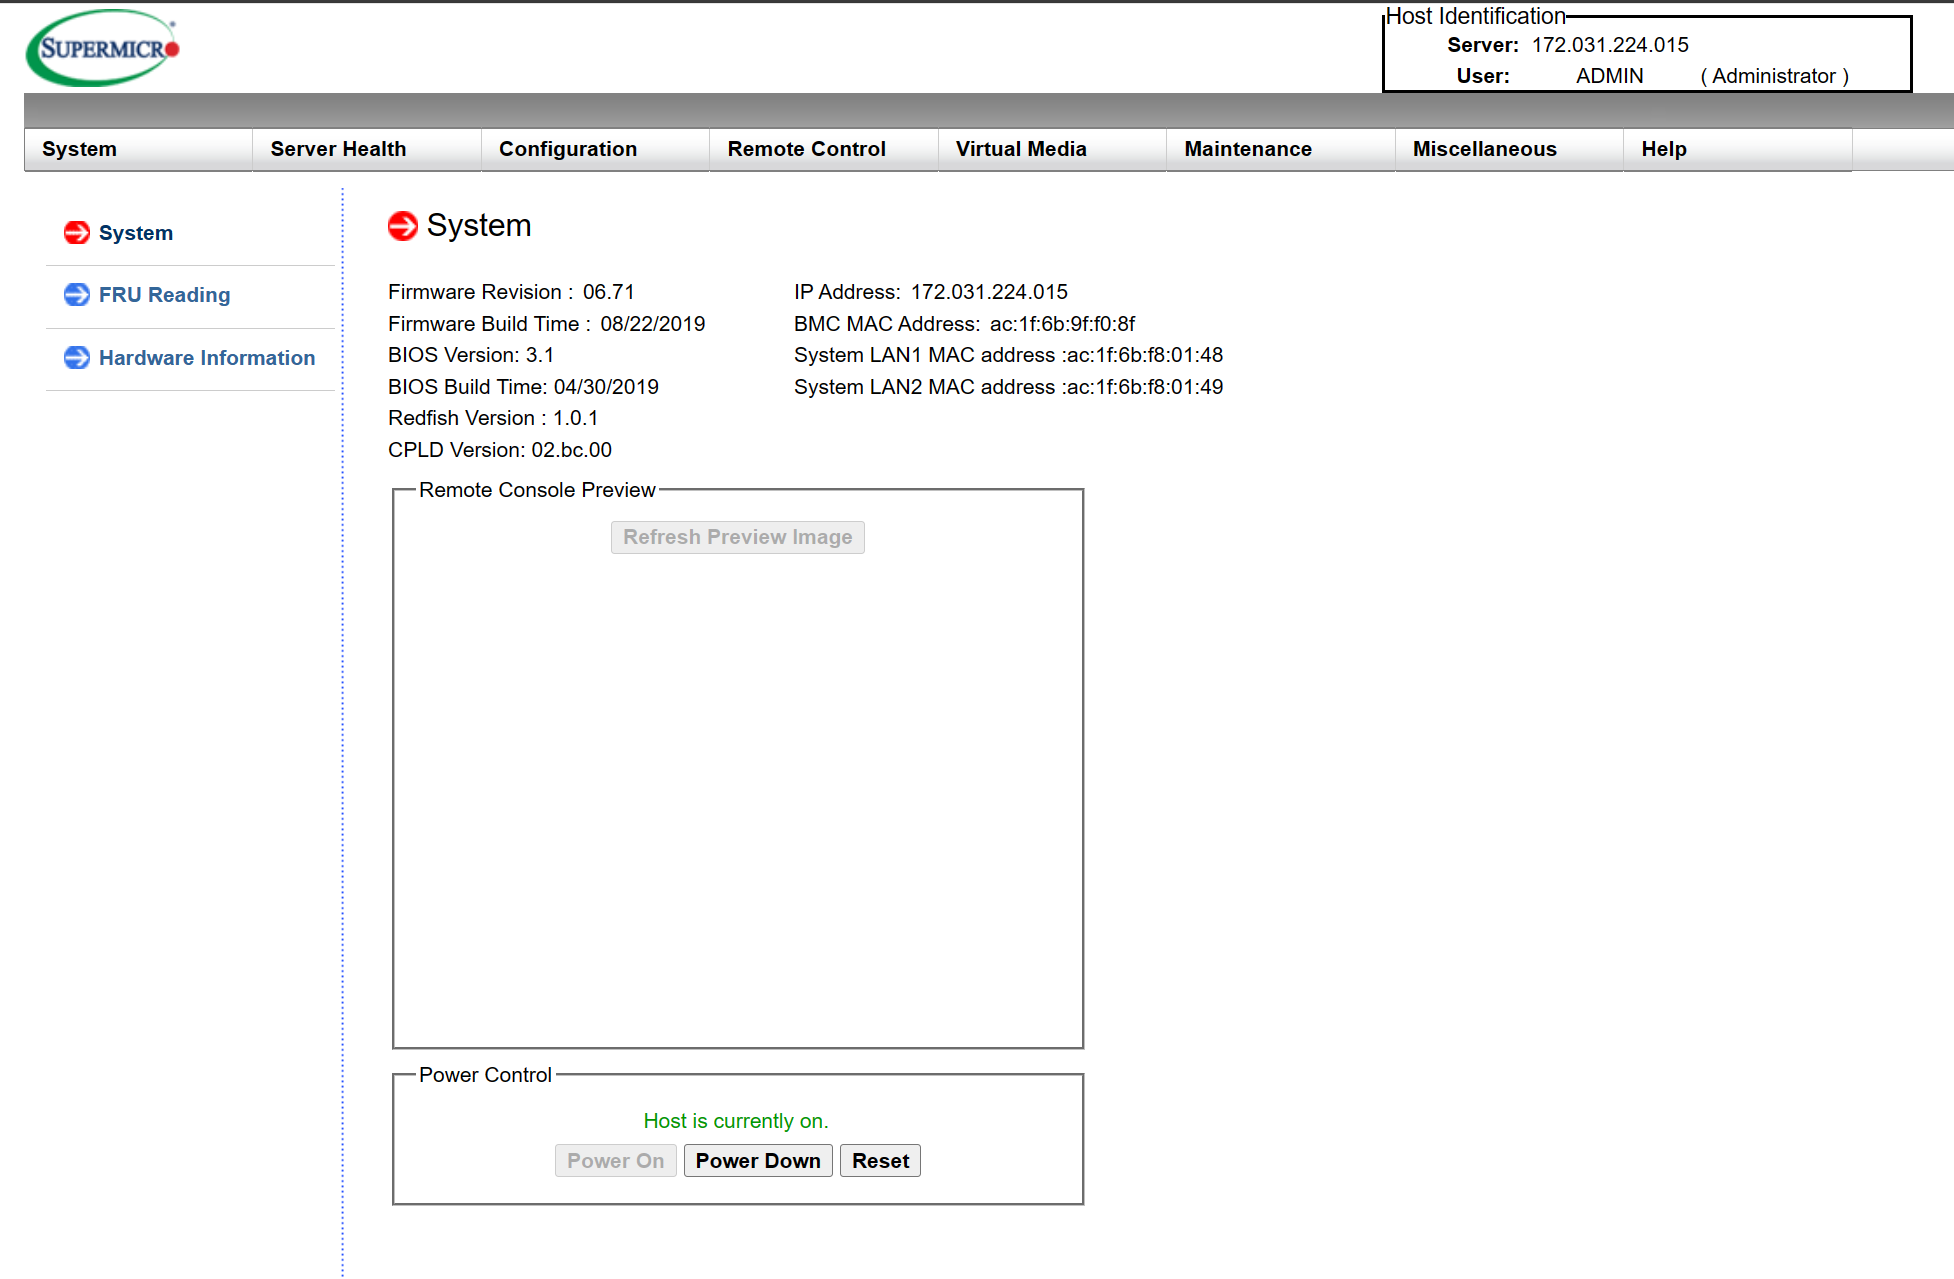 SUPERMICRO
Host Identification
Server: 172.031.224.015
User: ADMIN ( Administrator )
System Server Health Configuration Remote Control Virtual Media Maintenance Miscellaneous Help
System
FRU Reading
Hardware Information
System
Firmware Revision : 06.71
Firmware Build Time : 08/22/2019
BIOS Version: 3.1
BIOS Build Time: 04/30/2019
Redfish Version : 1.0.1
CPLD Version: 02.bc.00
IP Address: 172.031.224.015
BMC MAC Address: ac:1f:6b:9f:f0:8f
System LAN1 MAC address :ac:1f:6b:f8:01:48
System LAN2 MAC address :ac:1f:6b:f8:01:49
Remote Console Preview
Refresh Preview Image
Power Control
Host is currently on.
Power On Power Down Reset